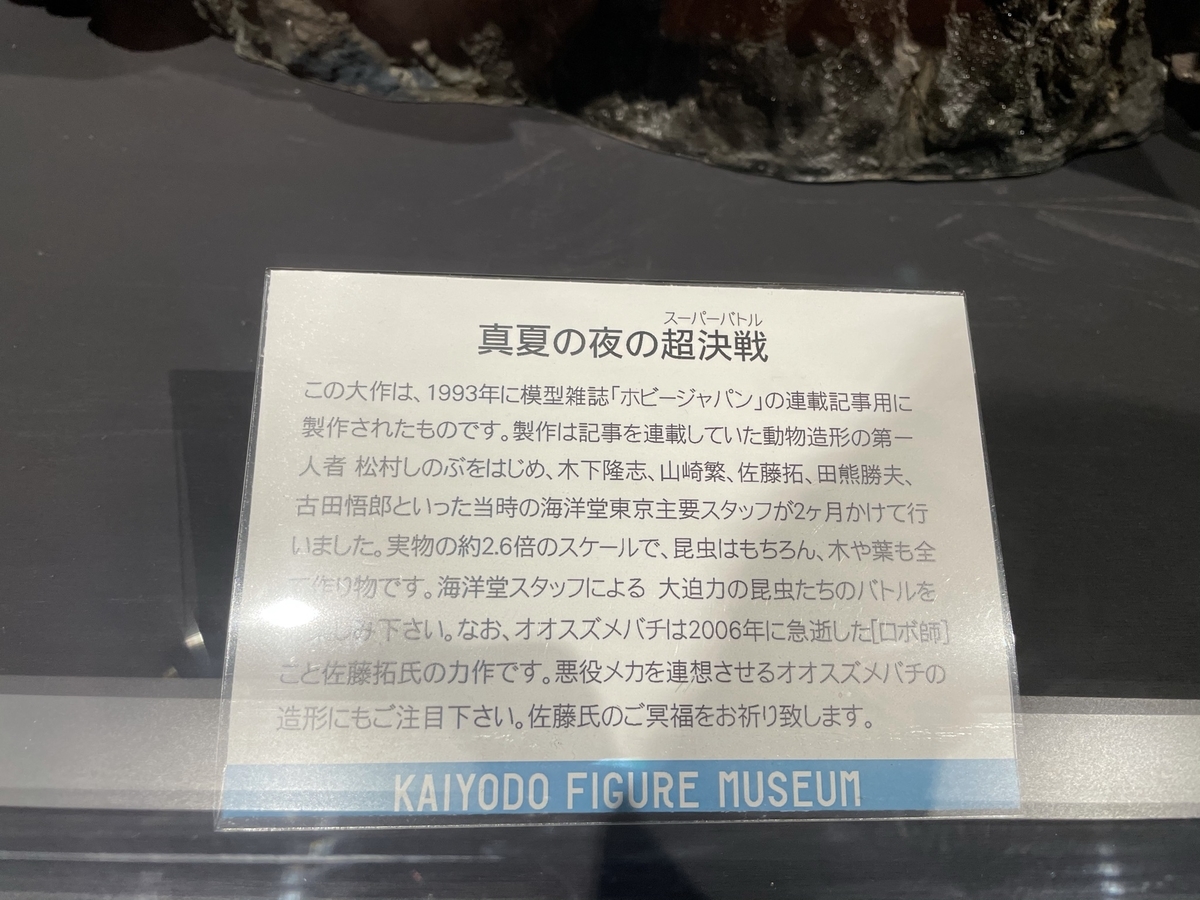 スーパーバトル
真夏の夜の超決戦
この大作は、1993年に模型雑誌「ホビージャパン」の連載記事用に
製作されたものです。製作は記事を連載していた動物造形の第一
人者 松村しのぶをはじめ、木下隆志、山崎繁、佐藤拓、田熊勝夫、
古田悟郎といった当時の海洋堂東京主要スタッフが2ヶ月かけて行
いました。実物の約2.6倍のスケールで、昆虫はもちろん、木や葉も全
て作り物です。海洋堂スタッフによる 大迫力の昆虫たちのバトルを
楽しみ下さい。なお、オオスズメバチは2006年に急逝した[ロボ師]
こと佐藤拓氏の力作です。悪役メカを連想させるオオスズメバチの
造形にもご注目下さい。佐藤氏のご冥福をお祈り致します。
KAIYODO FIGURE MUSEUM